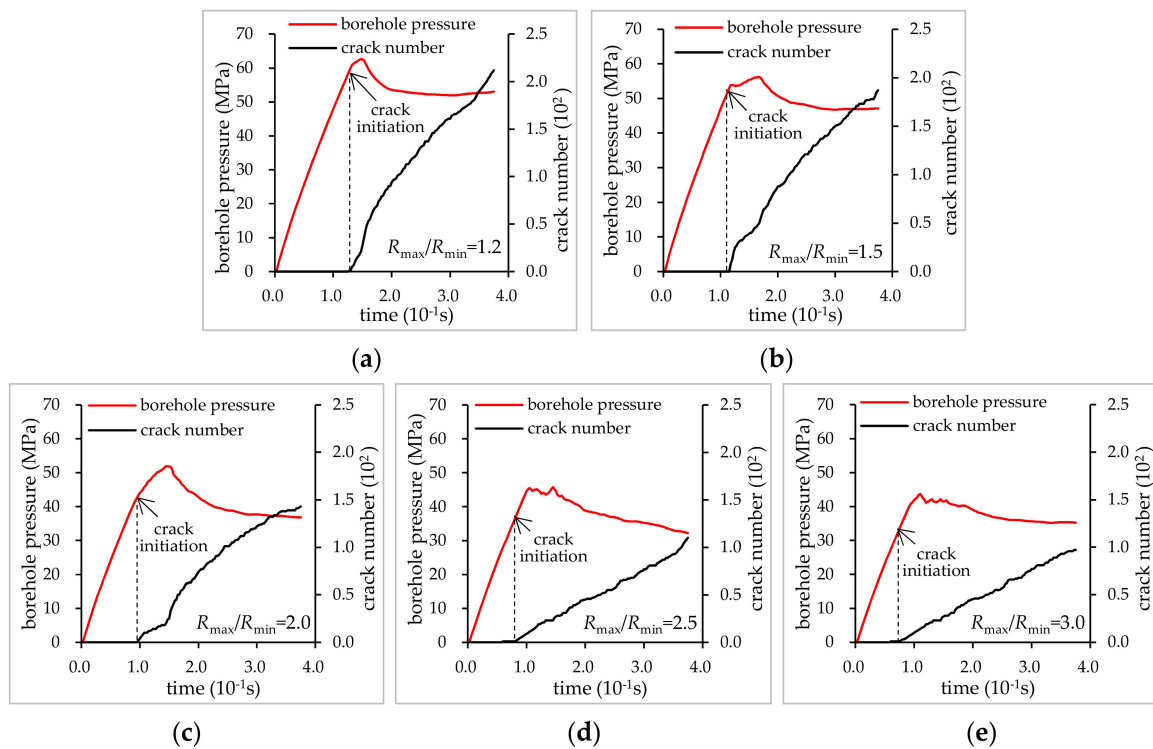 70
60
50
40
30
20
10
0
borehole pressure (MPa)
borehole pressure
crack number
crack
initiation
Rmax/Rmin=1.2
2.5
2.0
1.5
1.0
0.5
0.0
crack number (10²)
0.0 1.0 2.0 3.0 4.0
time (10⁻¹s)
(a)
70
60
50
40
30
20
10
0
borehole pressure (MPa)
borehole pressure
crack number
crack
initiation
Rmax/Rmin=1.5
2.5
2.0
1.5
1.0
0.5
0.0
crack number (10²)
0.0 1.0 2.0 3.0 4.0
time (10⁻¹s)
(b)
70
60
50
40
30
20
10
0
borehole pressure (MPa)
borehole pressure
crack number
crack
initiation
Rmax/Rmin=2.0
2.5
2.0
1.5
1.0
0.5
0.0
crack number (10²)
0.0 1.0 2.0 3.0 4.0
time (10⁻¹s)
(c)
70
60
50
40
30
20
10
0
borehole pressure (MPa)
borehole pressure
crack number
crack
initiation
Rmax/Rmin=2.5
2.5
2.0
1.5
1.0
0.5
0.0
crack number (10²)
0.0 1.0 2.0 3.0 4.0
time (10⁻¹s)
(d)
70
60
50
40
30
20
10
0
borehole pressure (MPa)
borehole pressure
crack number
crack
initiation
Rmax/Rmin=3.0
2.5
2.0
1.5
1.0
0.5
0.0
crack number (10²)
0.0 1.0 2.0 3.0 4.0
time (10⁻¹s)
(e)